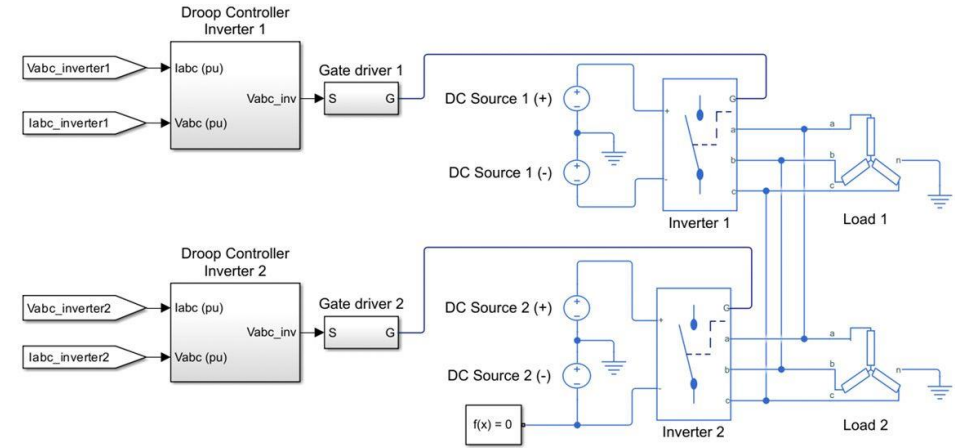 Droop Controller
Inverter 1
Vabc_inverter1
Iabc (pu)
Gate driver 1
Vabc_inv
S
G
Iabc_inverter1
Vabc (pu)
DC Source 1 (+)
+
−
DC Source 1 (-)
+
−
+
-
G
a
b
c
Inverter 1
a
b
c
n
Load 1
Droop Controller
Inverter 2
Vabc_inverter2
Iabc (pu)
Gate driver 2
Vabc_inv
S
G
Iabc_inverter2
Vabc (pu)
DC Source 2 (+)
+
−
DC Source 2 (-)
+
−
f(x) = 0
+
-
G
a
b
c
Inverter 2
a
b
c
n
Load 2